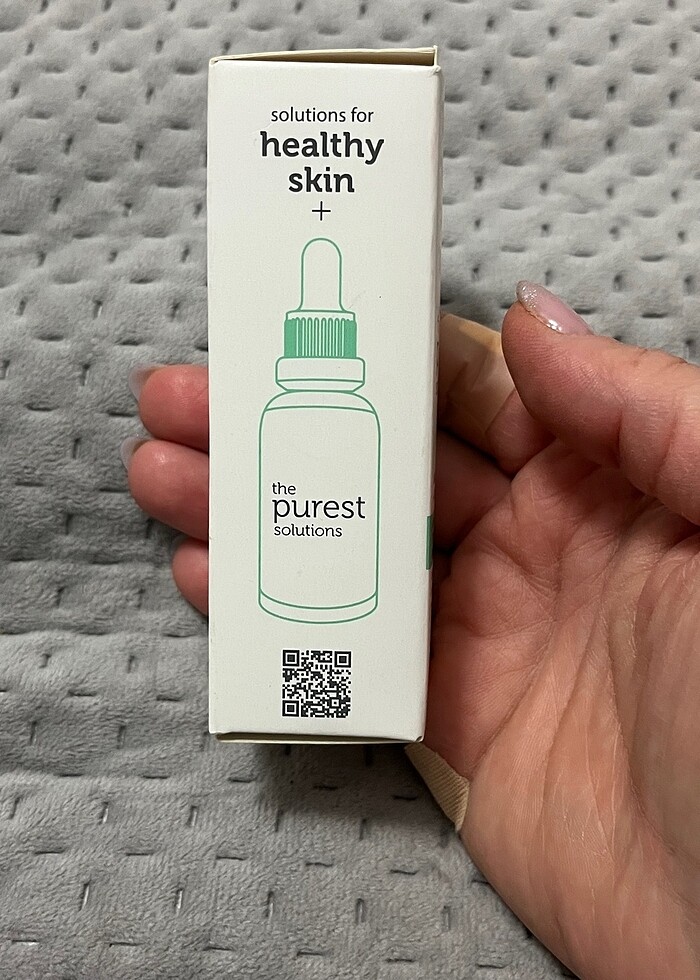 solutions for
healthy
skin
+
the
purest
solutions